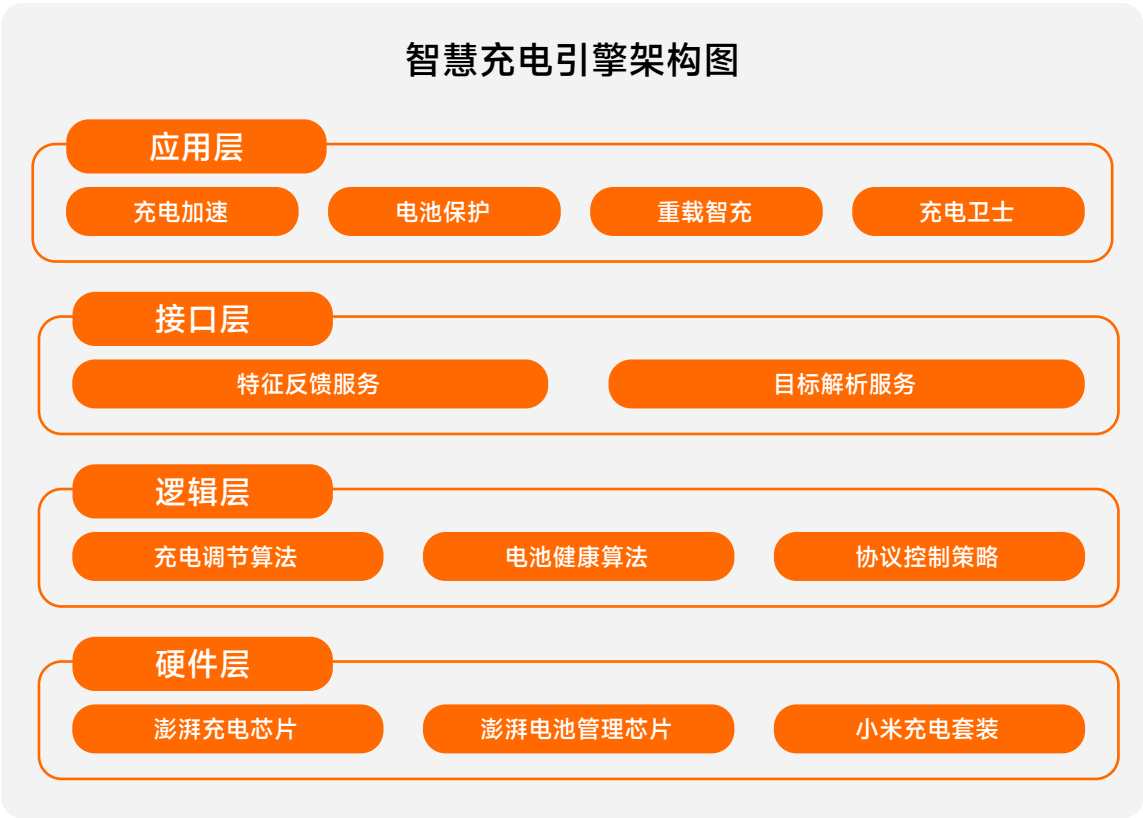 智慧充电引擎架构图
应用层
充电加速 电池保护 重载智充 充电卫士
接口层
特征反馈服务 目标解析服务
逻辑层
充电调节算法 电池健康算法 协议控制策略
硬件层
澎湃充电芯片 澎湃电池管理芯片 小米充电套装